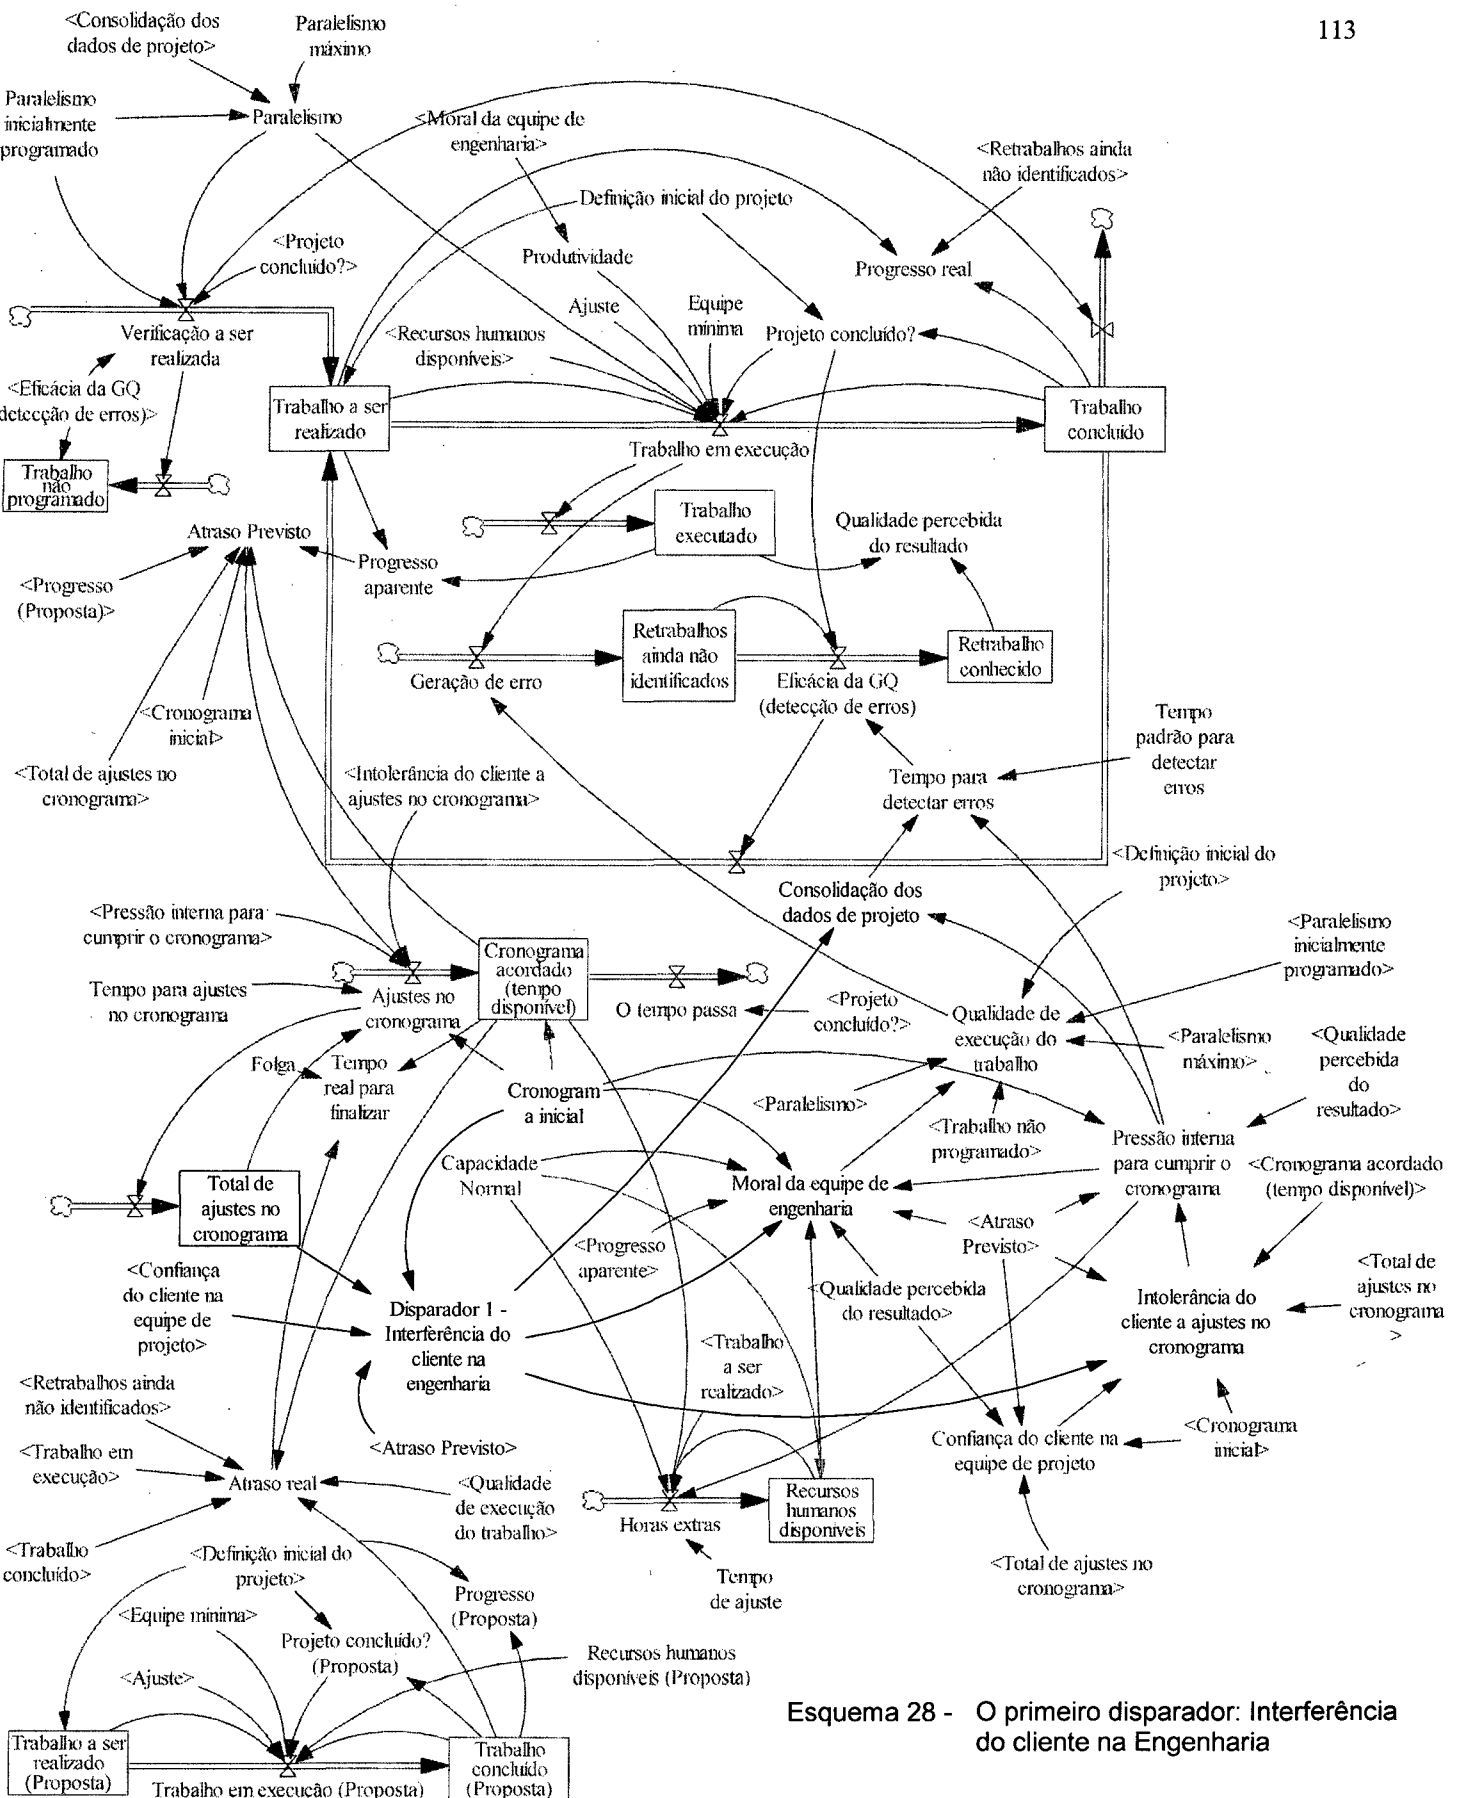 113
<Consolidação dos
dados de projeto>
Paralelismo
máximo
Paralelismo
inicialmente
programado
Paralelismo
<Moral da equipe de
engenharia>
<Retrabalhos ainda
não identificados>
Definição inicial do projeto
<Projeto
concluído?>
Produtividade
Progresso real
Ajuste
Equipe
mínima
Verificação a ser
realizada
<Recursos humanos
disponíveis>
Projeto concluído?
<Eficácia da GQ
(detecção de erros)>
Trabalho a ser
realizado
Trabalho
concluído
Trabalho em execução
Trabalho
não
programado
Trabalho
executado
Qualidade percebida
do resultado
Atraso Previsto
Progresso
aparente
<Progresso
(Proposta)>
Retrabalhos
ainda não
identificados
Retrabalho
conhecido
Geração de erro
Eficácia da GQ
(detecção de erros)
<Cronograma
inicial>
Tempo
padrão para
detectar
erros
<Total de ajustes no
cronograma>
<Intolerância do cliente a
ajustes no cronograma>
Tempo para
detectar erros
<Definição inicial do
projeto>
Consolidação dos
dados de projeto
<Pressão interna para
cumprir o cronograma>
<Paralelismo
inicialmente
programado>
Cronograma
acordado
(tempo
disponível)
Tempo para ajustes
no cronograma
Ajustes no
cronograma
O tempo passa
<Projeto
concluído?>
Qualidade de
execução do
trabalho
<Paralelismo
máximo>
<Qualidade
percebida
do
resultado>
Folga
Tempo
real para
finalizar
Cronogram
a inicial
<Paralelismo>
<Trabalho não
programado>
Pressão interna
para cumprir o
cronograma
Capacidade
Normal
Moral da equipe de
engenharia
<Cronograma acordado
(tempo disponível)>
Total de
ajustes no
cronograma
<Progresso
aparente>
<Atraso
Previsto>
<Confiança
do cliente na
equipe de
projeto>
<Qualidade percebida
do resultado>
<Total de
ajustes no
cronograma
>
Disparador 1 -
Interferência do
cliente na
engenharia
Intolerância do
cliente a ajustes no
cronograma
<Trabalho
a ser
realizado>
<Retrabalhos ainda
não identificados>
<Atraso Previsto>
Confiança do cliente na
equipe de projeto
<Cronograma
inicial>
<Trabalho em
execução>
Atraso real
<Qualidade
de execução
do trabalho>
Horas extras
Recursos
humanos
disponíveis
<Trabalho
concluído>
<Definição inicial do
projeto>
<Total de ajustes no
cronograma>
Tempo
de ajuste
Progresso
(Proposta)
<Equipe mínima>
Projeto concluído?
(Proposta)
Recursos humanos
disponíveis (Proposta)
<Ajuste>
Trabalho a ser
realizado
(Proposta)
Trabalho
concluído
(Proposta)
Trabalho em execução (Proposta)
Esquema 28 - O primeiro disparador: Interferência
do cliente na Engenharia